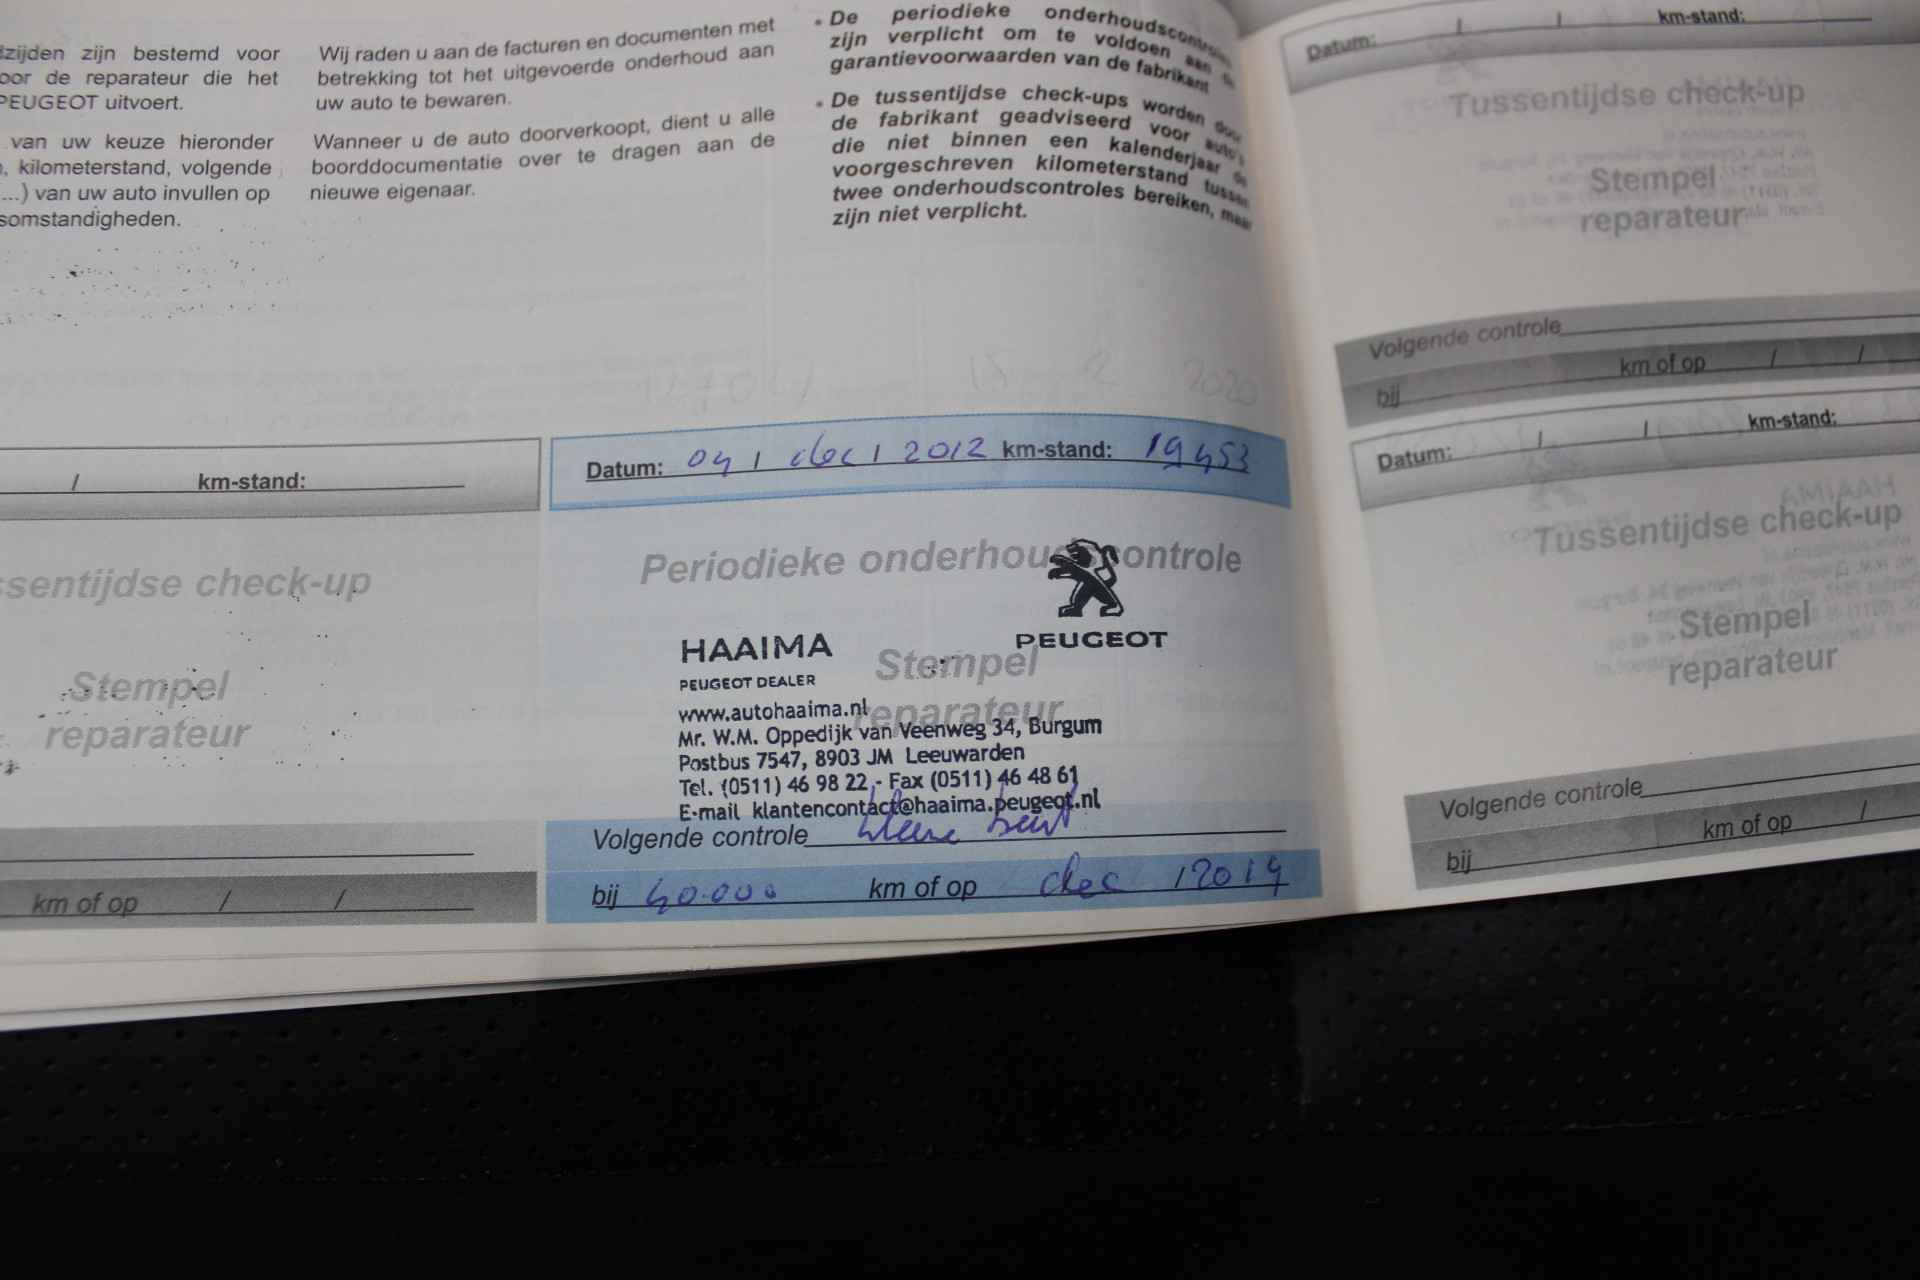 zijden zijn bestemd voor
oor de reparateur die het
PEUGEOT uitvoert.
van uw keuze hieronder
, kilometerstand, volgende
...) van uw auto invullen op
somstandigheden.
Wij raden u aan de facturen en documenten met
betrekking tot het uitgevoerde onderhoud aan
uw auto te bewaren.
Wanneer u de auto doorverkoopt, dient u alle
boorddocumentatie over te dragen aan de
nieuwe eigenaar.
• De periodieke onderhoudscontroles
zijn verplicht om te voldoen aan de
garantievoorwaarden van de fabrikant
• De tussentijdse check-ups worden door
de fabrikant geadviseerd voor auto's
die niet binnen een kalenderjaar de
voorgeschreven kilometerstand tussen
twee onderhoudscontroles bereiken, maar
zijn niet verplicht.
/ km-stand:
ssentijdse check-up
Stempel
reparateur
km of op / /
Datum: 04 / dec / 2012 km-stand: 19453
Periodieke onderhoudscontrole
PEUGEOT
HAAIMA
PEUGEOT DEALER
Stempel
reparateur
www.autohaaima.nl
Mr. W.M. Oppedijk van Veenweg 34, Burgum
Postbus 7547, 8903 JM Leeuwarden
Tel. (0511) 46 98 22 - Fax (0511) 46 48 61
E-mail klantencontact@haaima.peugeot.nl
Volgende controle
bij 40.000 km of op dec / 2014
Datum: / / km-stand:
Tussentijdse check-up
Stempel
reparateur
Volgende controle
bij km of op / /
Datum: / / km-stand:
Tussentijdse check-up
Stempel
reparateur
Volgende controle
bij km of op /